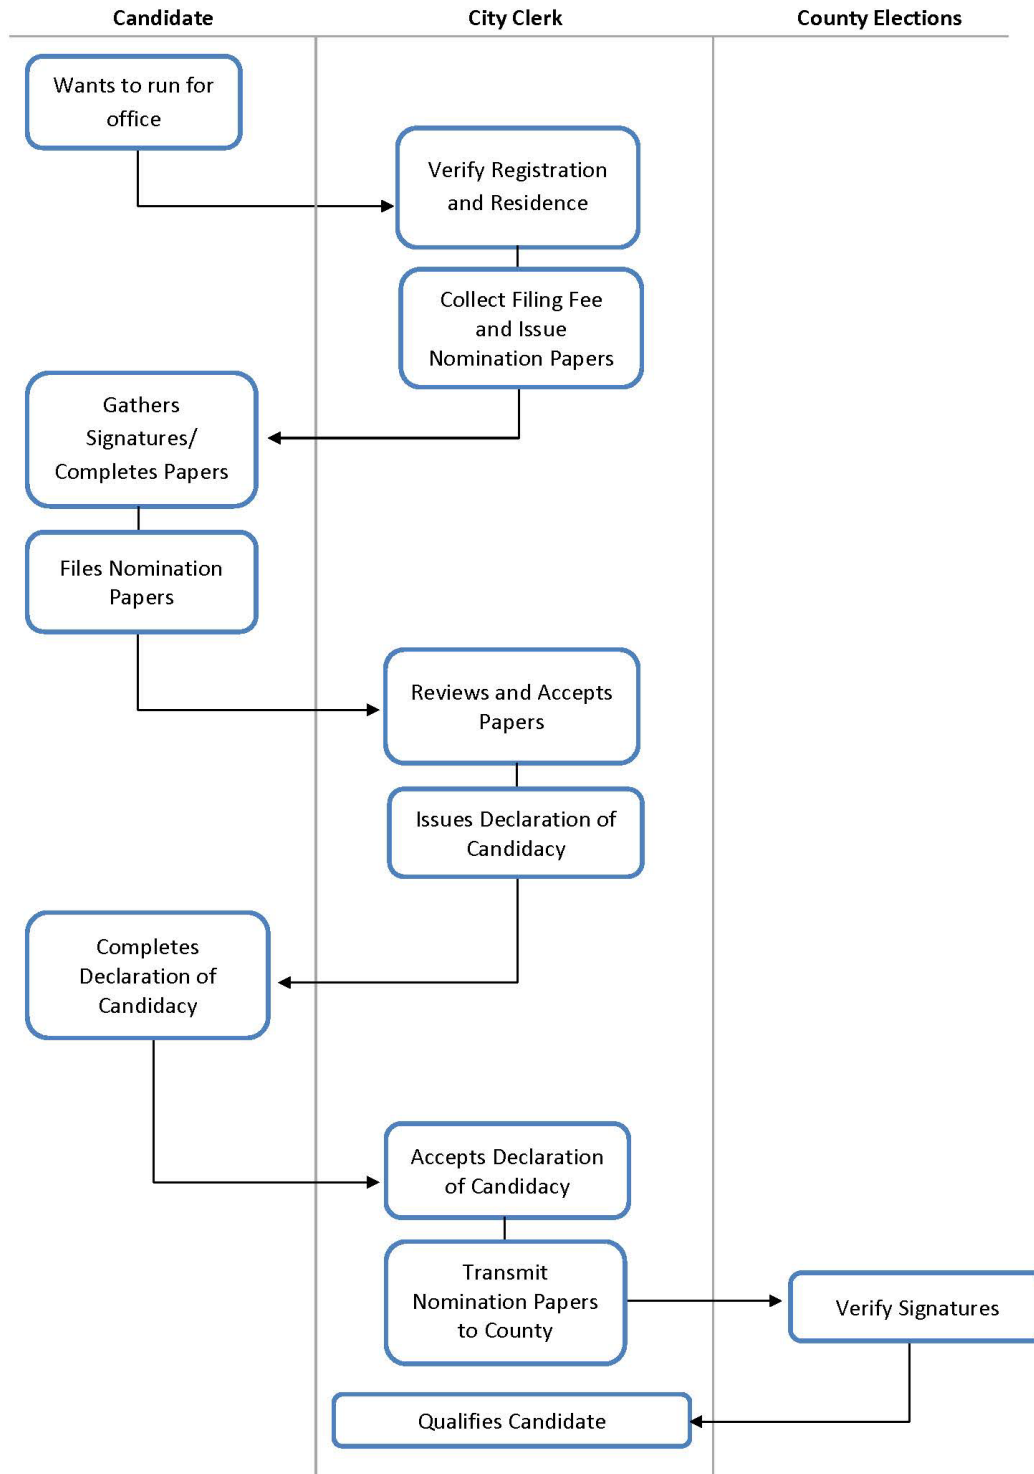 Candidate
City Clerk
County Elections
Wants to run for
office
Verify Registration
and Residence
Collect Filing Fee
and Issue
Nomination Papers
Gathers
Signatures/
Completes Papers
Files Nomination
Papers
Reviews and Accepts
Papers
Issues Declaration of
Candidacy
Completes
Declaration of
Candidacy
Accepts Declaration
of Candidacy
Transmit
Nomination Papers
to County
Verify Signatures
Qualifies Candidate